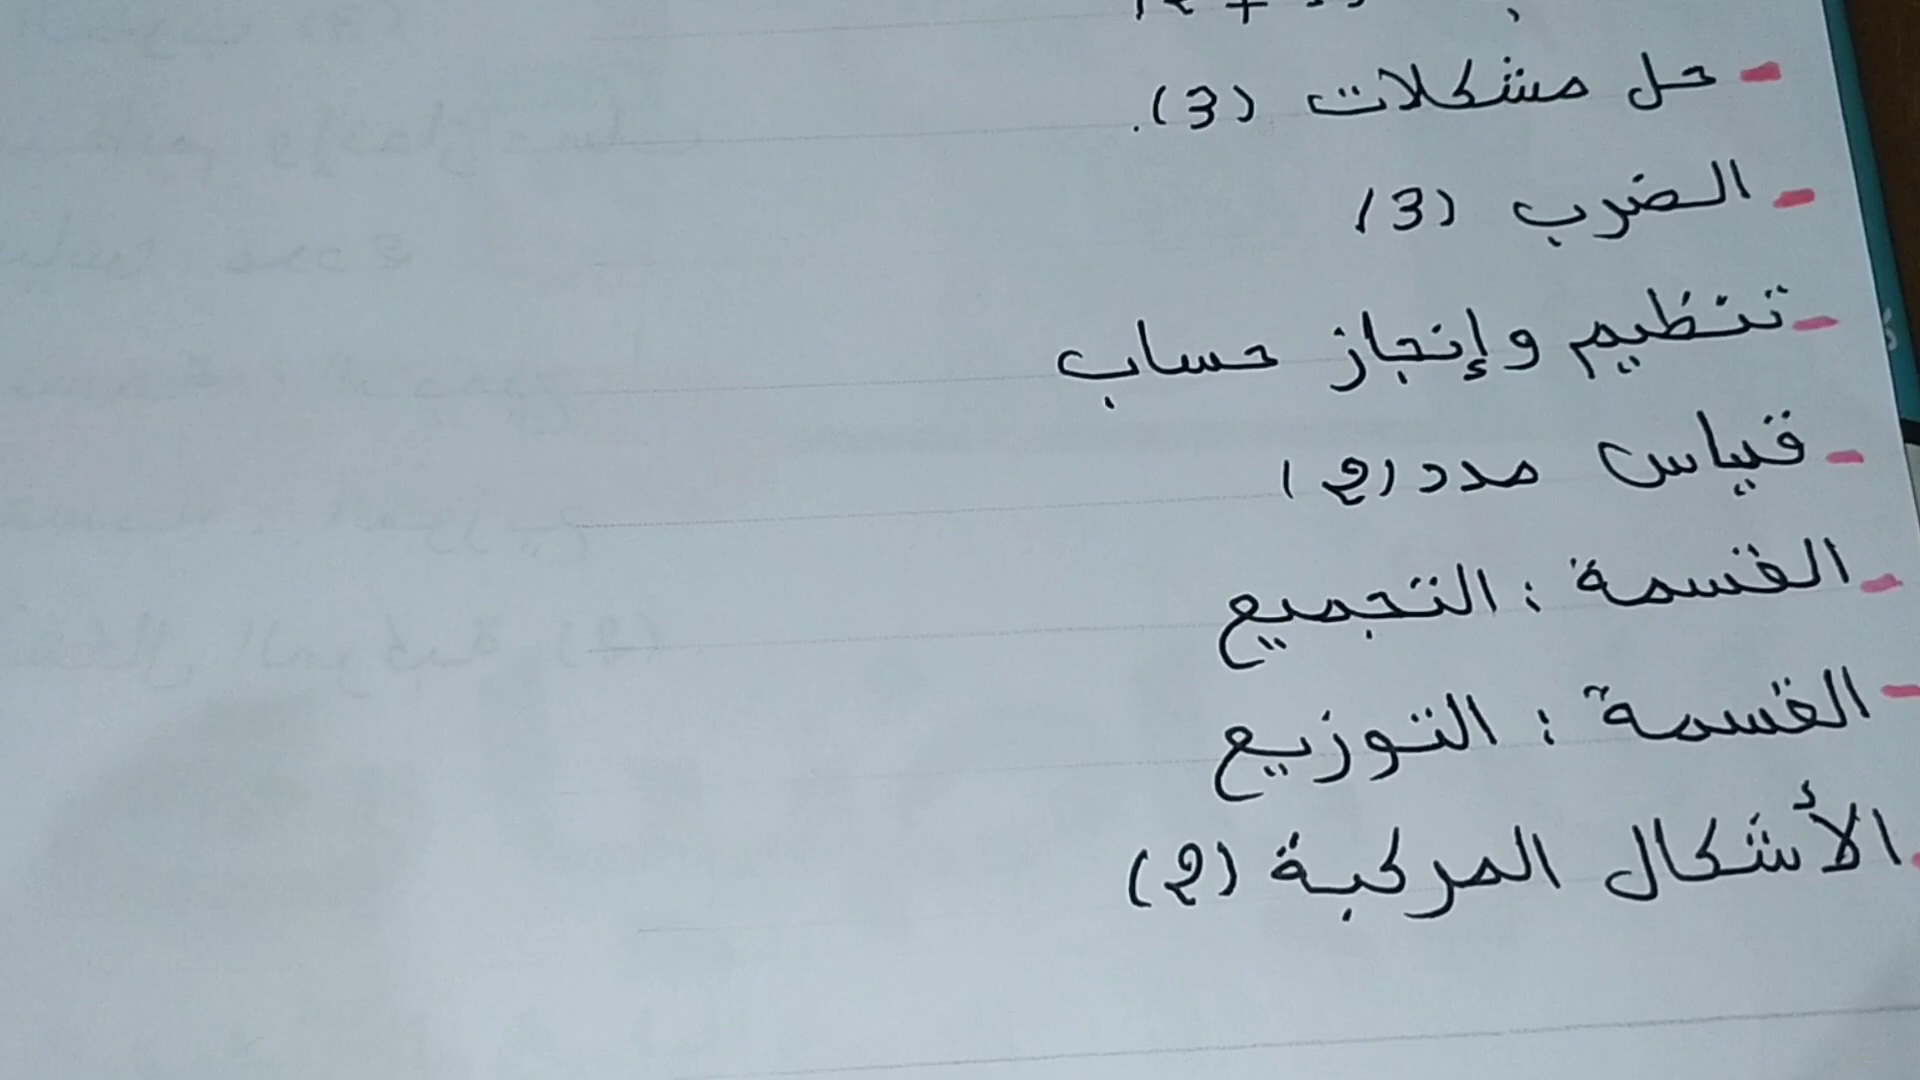 - حل مشكلات (3).
- الضرب (3)
- تنظيم وإنجاز حساب
- قياس مدد (2)
- القسمة : التجميع
- القسمة : التوزيع
- الأشكال المركبة (2)